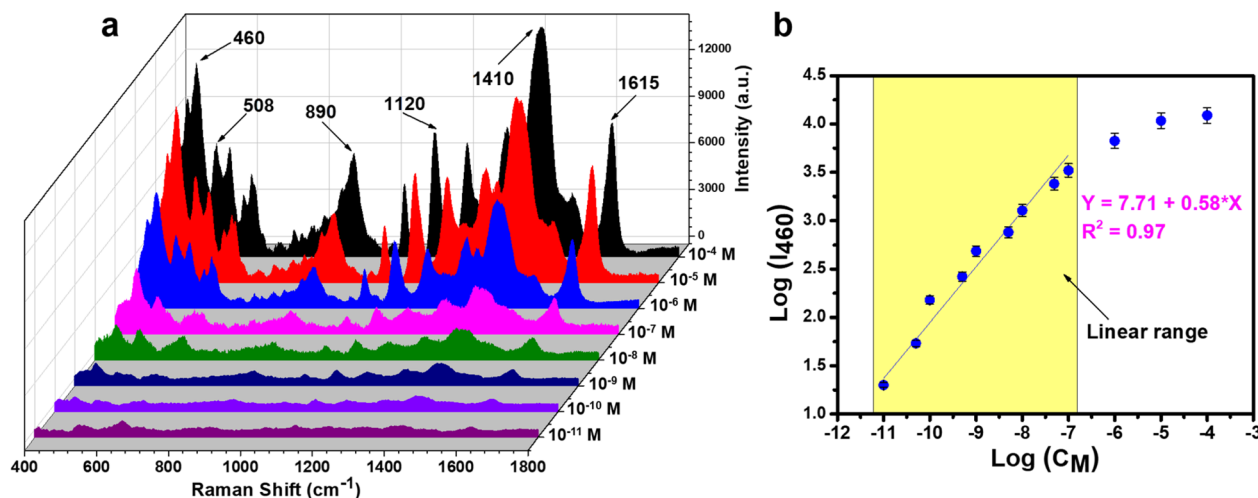 a
460
508
890
1120
1410
1615
12000
9000
6000
3000
0
Intensity (a.u.)
10⁻⁴ M
10⁻⁵ M
10⁻⁶ M
10⁻⁷ M
10⁻⁸ M
10⁻⁹ M
10⁻¹⁰ M
10⁻¹¹ M
400 600 800 1000 1200 1400 1600 1800
Raman Shift (cm⁻¹)
b
4.5
4.0
3.5
3.0
2.5
2.0
1.5
1.0
Log (I₄₆₀)
Y = 7.71 + 0.58*X
R² = 0.97
Linear range
-12 -11 -10 -9 -8 -7 -6 -5 -4 -3
Log (C_M)